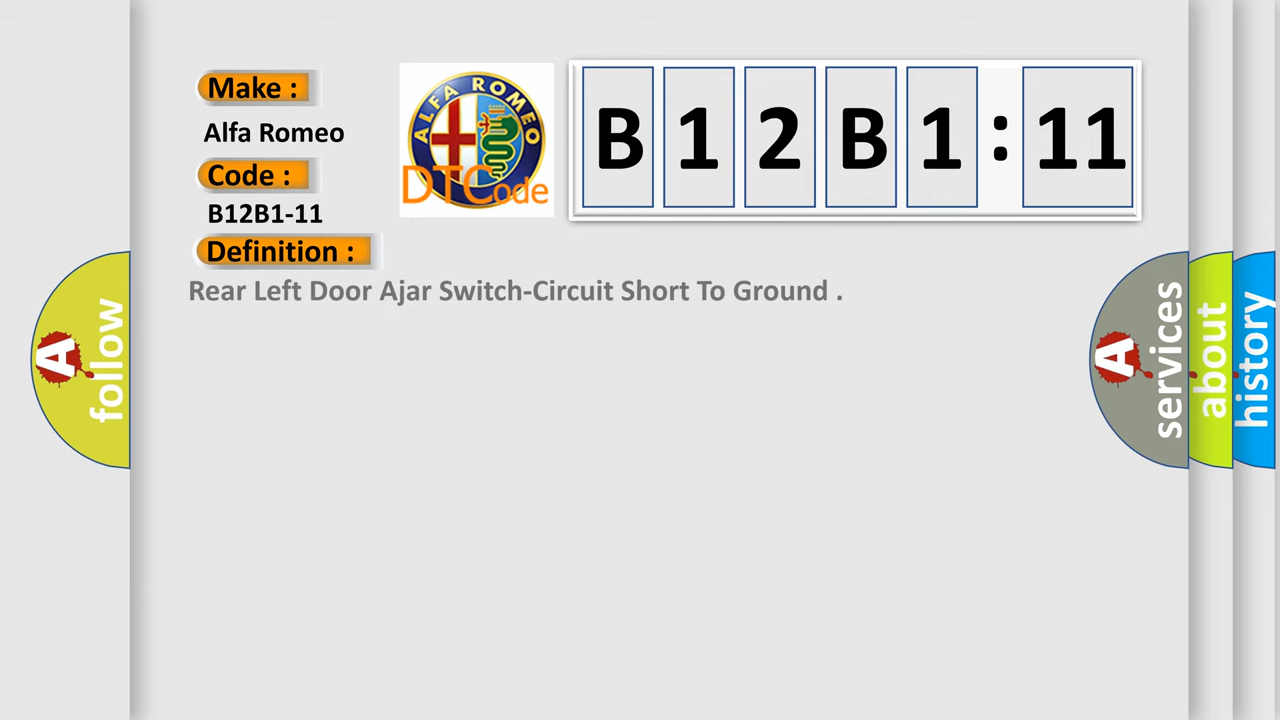 Make :
Alfa Romeo
Code :
B12B1-11
Definition :
Rear Left Door Ajar Switch-Circuit Short To Ground .
ALFA ROMEO
DTCode
B 1 2 B 1 : 11
A follow
A services
about
history